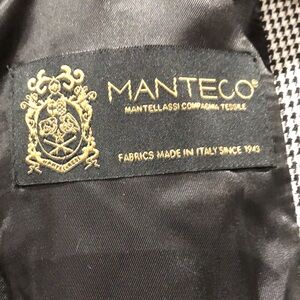 MANTECO®
MANTELLASSI COMPAGNIA TESSILE
FABRICS MADE IN ITALY SINCE 1943